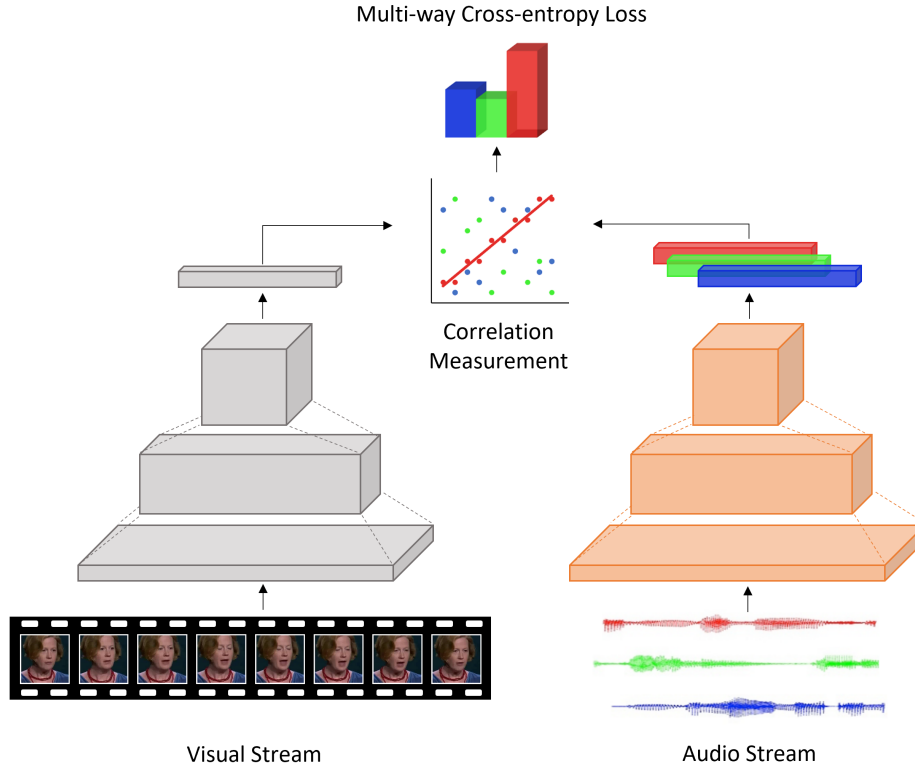 Multi-way Cross-entropy Loss
Correlation
Measurement
Visual Stream
Audio Stream